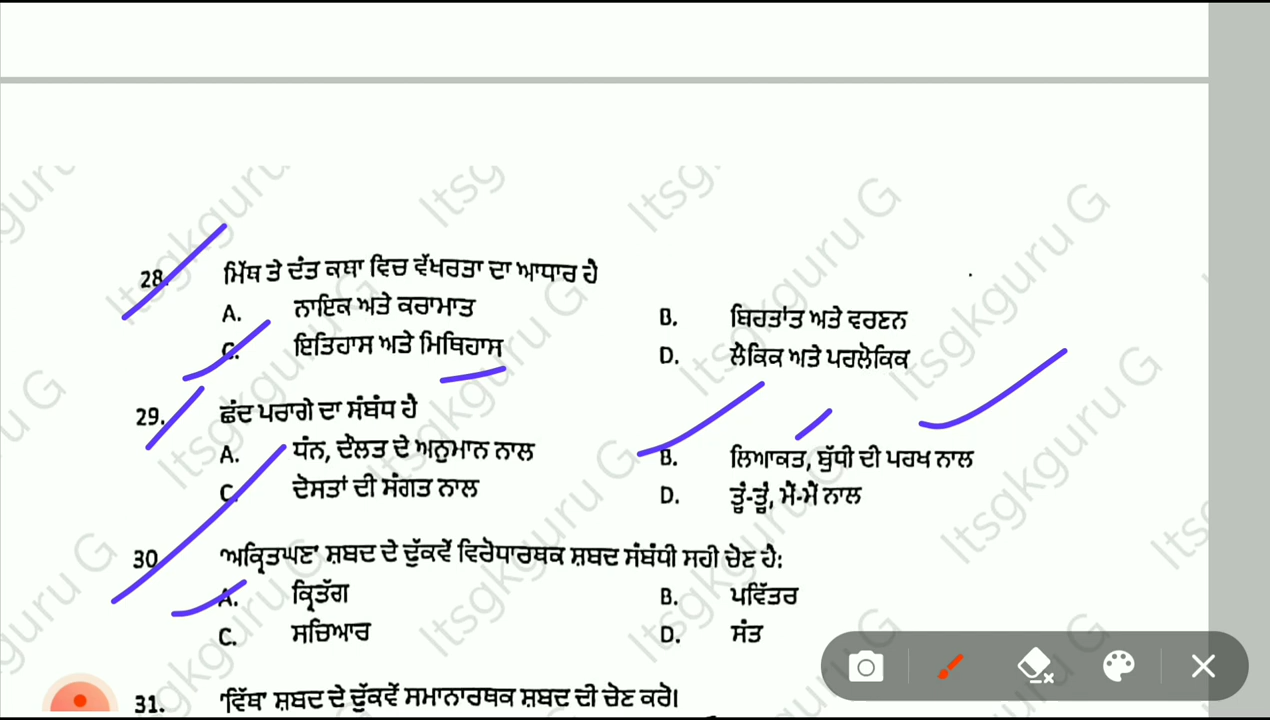 28. ਮਿੱਥ ਤੇ ਦੰਤ ਕਥਾ ਵਿਚ ਵੱਖਰਤਾ ਦਾ ਆਧਾਰ ਹੈ
A. ਨਾਇਕ ਅਤੇ ਕਰਾਮਾਤ B. ਬਿਰਤਾਂਤ ਅਤੇ ਵਰਣਨ
C. ਇਤਿਹਾਸ ਅਤੇ ਮਿਥਿਹਾਸ D. ਲੌਕਿਕ ਅਤੇ ਪਰਲੋਕਿਕ
29. ਛੰਦ ਪਰਾਗੇ ਦਾ ਸੰਬੰਧ ਹੈ
A. ਧੰਨ, ਦੌਲਤ ਦੇ ਅਨੁਮਾਨ ਨਾਲ B. ਲਿਆਕਤ, ਬੁੱਧੀ ਦੀ ਪਰਖ ਨਾਲ
C. ਦੋਸਤਾਂ ਦੀ ਸੰਗਤ ਨਾਲ D. ਤੂੰ-ਤੂੰ, ਮੈਂ-ਮੈਂ ਨਾਲ
30. 'ਅਕ੍ਰਿਤਘਣ' ਸ਼ਬਦ ਦੇ ਢੁੱਕਵੇਂ ਵਿਰੋਧਾਰਥਕ ਸ਼ਬਦ ਸੰਬੰਧੀ ਸਹੀ ਚੋਣ ਹੈ:
A. ਕ੍ਰਿਤੱਗ B. ਪਵਿੱਤਰ
C. ਸਚਿਆਰ D. ਸੰਤ
31. 'ਵਿੱਥ' ਸ਼ਬਦ ਦੇ ਢੁੱਕਵੇਂ ਸਮਾਨਾਰਥਕ ਸ਼ਬਦ ਦੀ ਚੋਣ ਕਰੋ।
Itsgkguru G